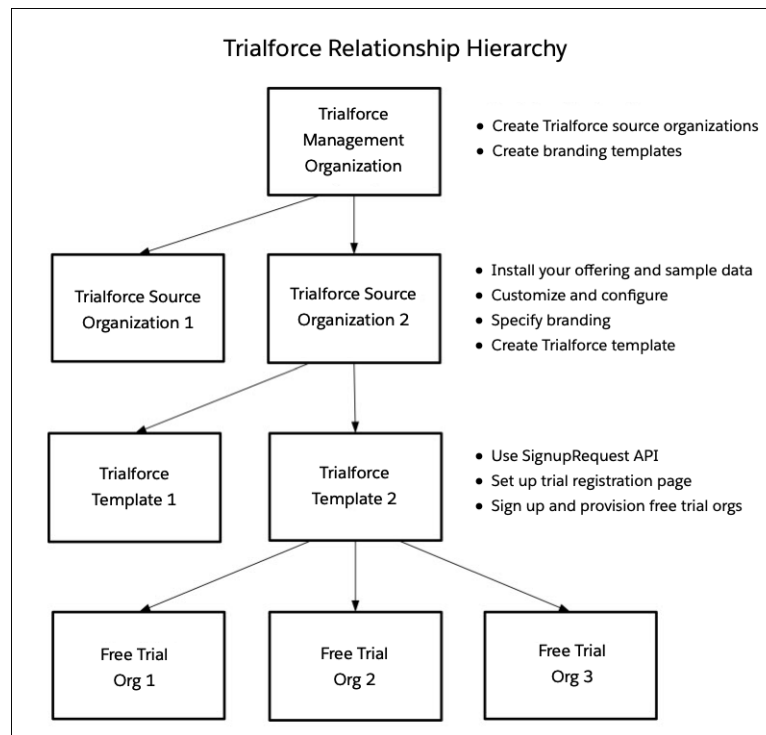 Trialforce Relationship Hierarchy
Trialforce
Management
Organization
• Create Trialforce source organizations
• Create branding templates
Trialforce Source
Organization 1
Trialforce Source
Organization 2
• Install your offering and sample data
• Customize and configure
• Specify branding
• Create Trialforce template
Trialforce
Template 1
Trialforce
Template 2
• Use SignupRequest API
• Set up trial registration page
• Sign up and provision free trial orgs
Free Trial
Org 1
Free Trial
Org 2
Free Trial
Org 3